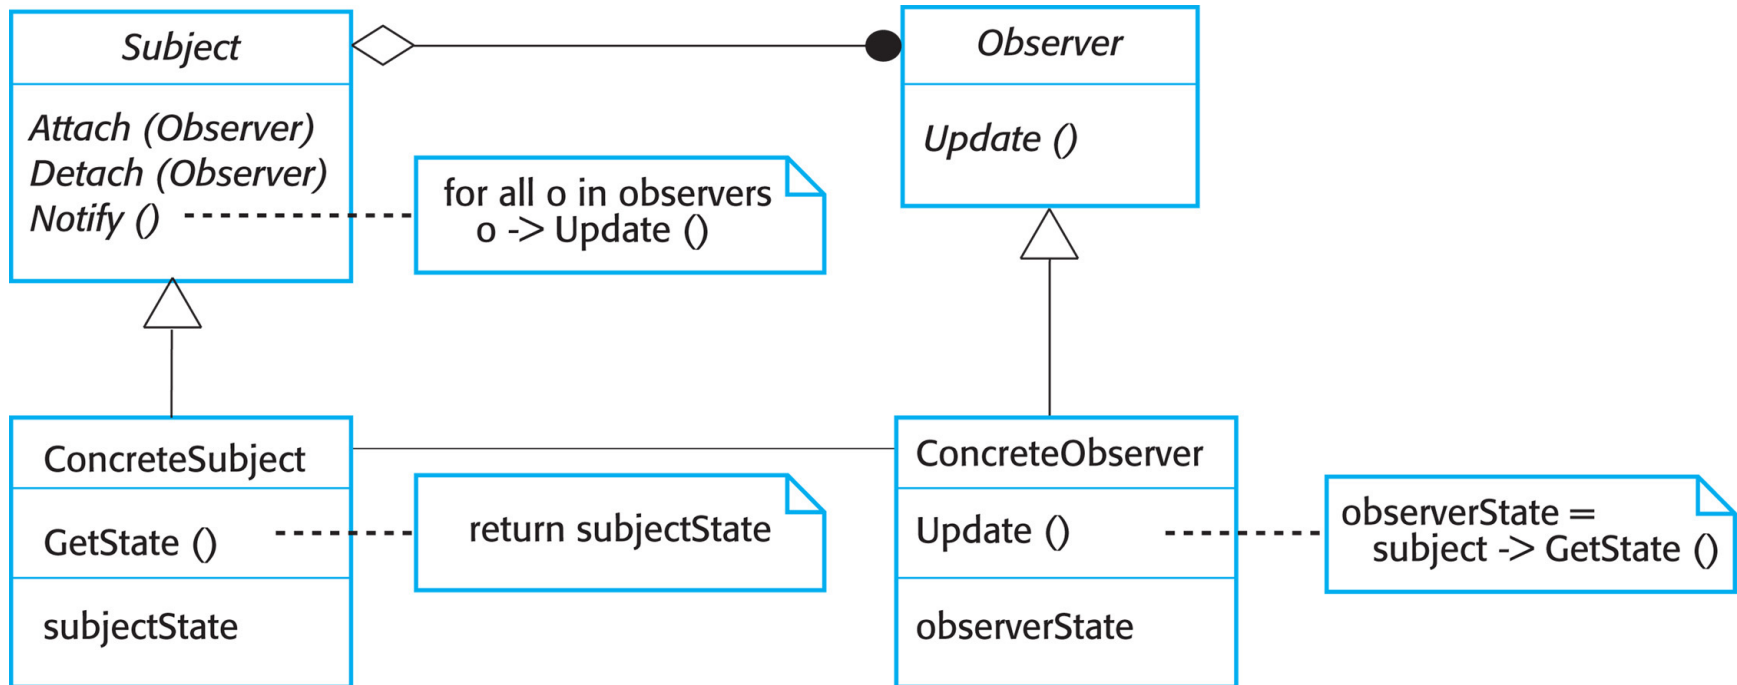 Subject
Attach (Observer)
Detach (Observer)
Notify ()
for all o in observers
o -> Update ()
Observer
Update ()
ConcreteSubject
GetState ()
subjectState
return subjectState
ConcreteObserver
Update ()
observerState
observerState =
subject -> GetState ()